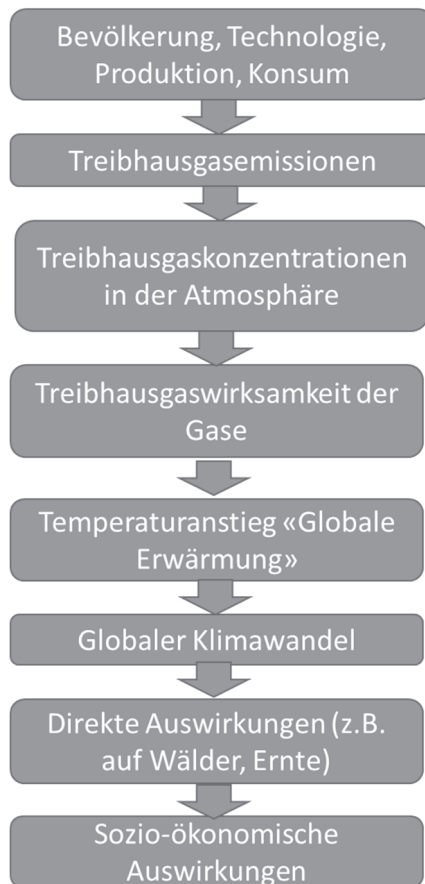 Bevölkerung, Technologie,
Produktion, Konsum
Treibhausgasemissionen
Treibhausgaskonzentrationen
in der Atmosphäre
Treibhausgaswirksamkeit der
Gase
Temperaturanstieg «Globale
Erwärmung»
Globaler Klimawandel
Direkte Auswirkungen (z.B.
auf Wälder, Ernte)
Sozio-ökonomische
Auswirkungen